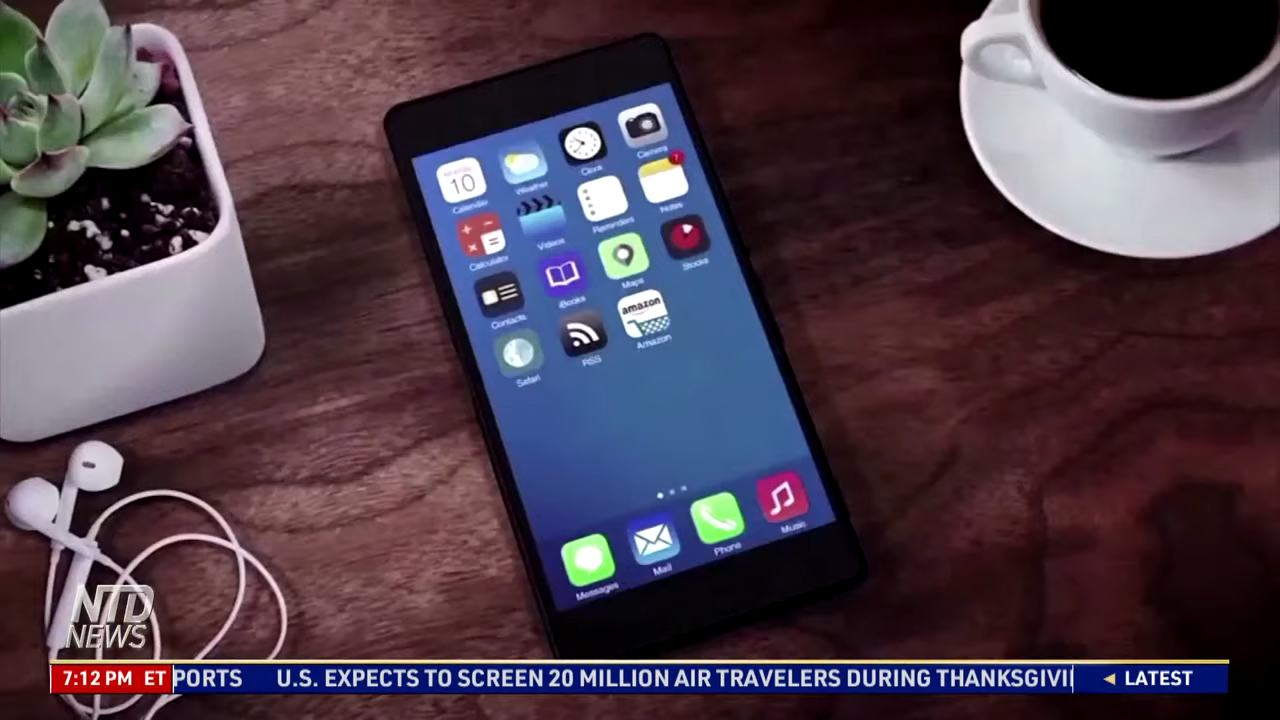 10
Calendar
Weather
Clock
Camera
Calculator
Videos
Reminders
Notes
Contacts
iBooks
Maps
Stocks
Safari
RSS
amazon
Amazon
Messages
Mail
Phone
Music
NTD
NEWS
7:12 PM ET
PORTS U.S. EXPECTS TO SCREEN 20 MILLION AIR TRAVELERS DURING THANKSGIVI
LATEST